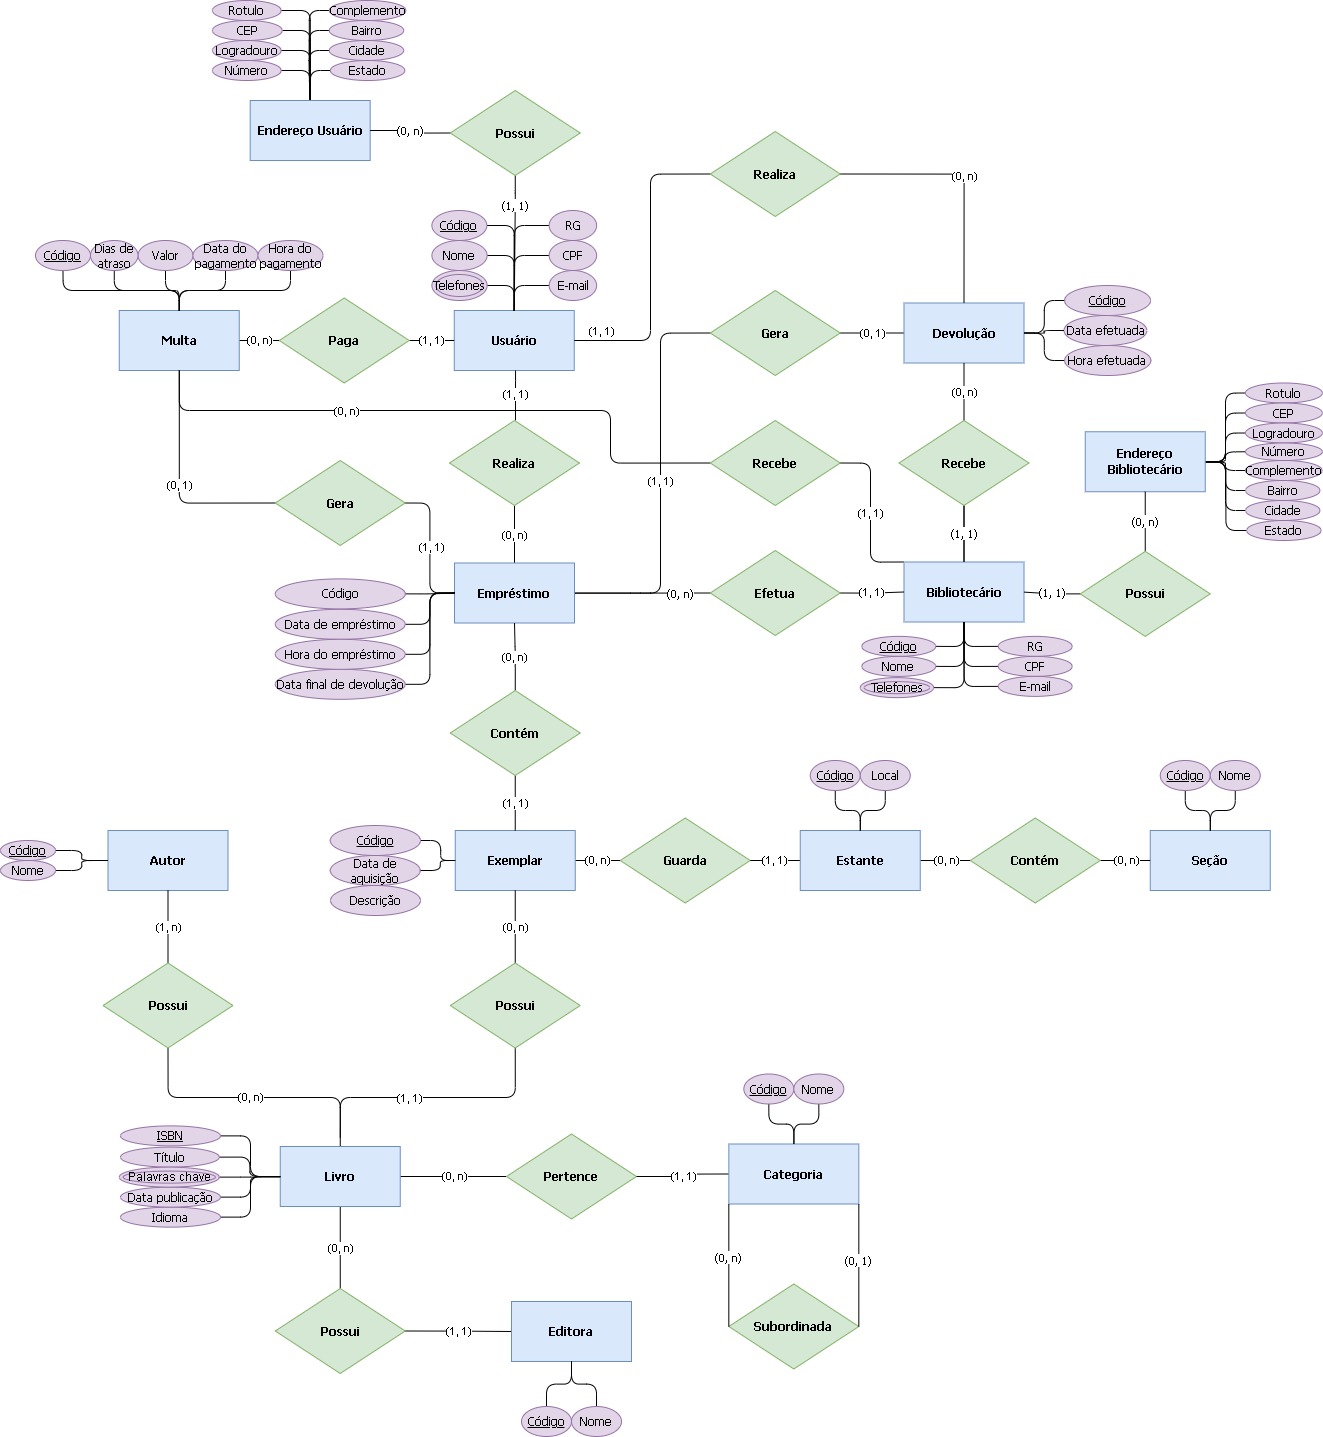 Rotulo
Complemento
CEP
Bairro
Logradouro
Cidade
Número
Estado
Endereço Usuário
(0, n)
Possui
(1, 1)
Realiza
(0, n)
Código
RG
Nome
CPF
Telefones
E-mail
Código
Dias de
atraso
Valor
Data do
pagamento
Hora do
pagamento
Multa
(0, n)
Paga
(1, 1)
Usuário
(1, 1)
Gera
(0, 1)
Devolução
Código
Data efetuada
Hora efetuada
(1, 1)
(0, n)
(0, n)
Rotulo
CEP
Logradouro
Número
Complemento
Bairro
Cidade
Estado
Endereço
Bibliotecário
Realiza
Recebe
Recebe
(0, 1)
(1, 1)
Gera
(1, 1)
(1, 1)
(0, n)
(0, n)
(1, 1)
Empréstimo
(0, n)
Efetua
(1, 1)
Bibliotecário
(1, 1)
Possui
Código
Data de empréstimo
Hora do empréstimo
Data final de devolução
(0, n)
Código
RG
Nome
CPF
Telefones
E-mail
Contém
(1, 1)
Código
Local
Código
Nome
Código
Nome
Autor
Código
Data de
aquisição
Descrição
Exemplar
(0, n)
Guarda
(1, 1)
Estante
(0, n)
Contém
(0, n)
Seção
(1, n)
(0, n)
Possui
Possui
(0, n)
(1, 1)
Código
Nome
ISBN
Título
Palavras chave
Data publicação
Idioma
Livro
(0, n)
Pertence
(1, 1)
Categoria
(0, n)
(0, n)
(0, 1)
Possui
(1, 1)
Editora
Subordinada
Código
Nome